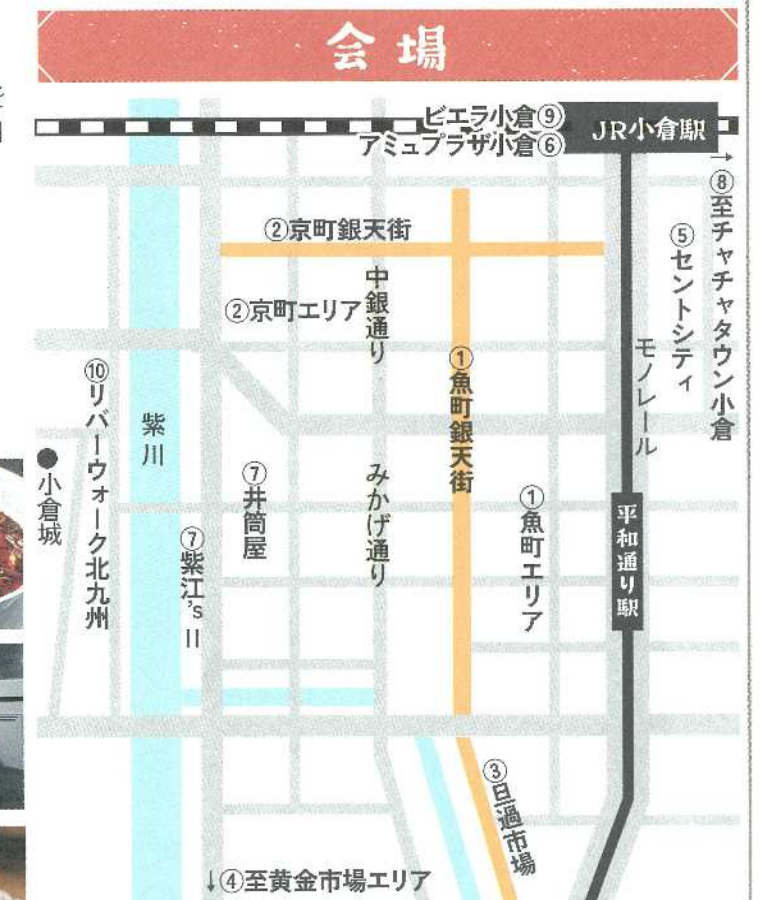 会場
ビエラ小倉⑨
アミュプラザ小倉⑥
JR小倉駅
→
⑧至チャチャタウン小倉
⑤セントシティ
②京町銀天街
中銀通り
②京町エリア
モノレール
①魚町銀天街
⑩リバーウォーク北九州
紫川
●小倉城
⑦井筒屋
みかげ通り
①魚町エリア
平和通り駅
⑦紫江'sⅡ
③旦過市場
↓④至黄金市場エリア